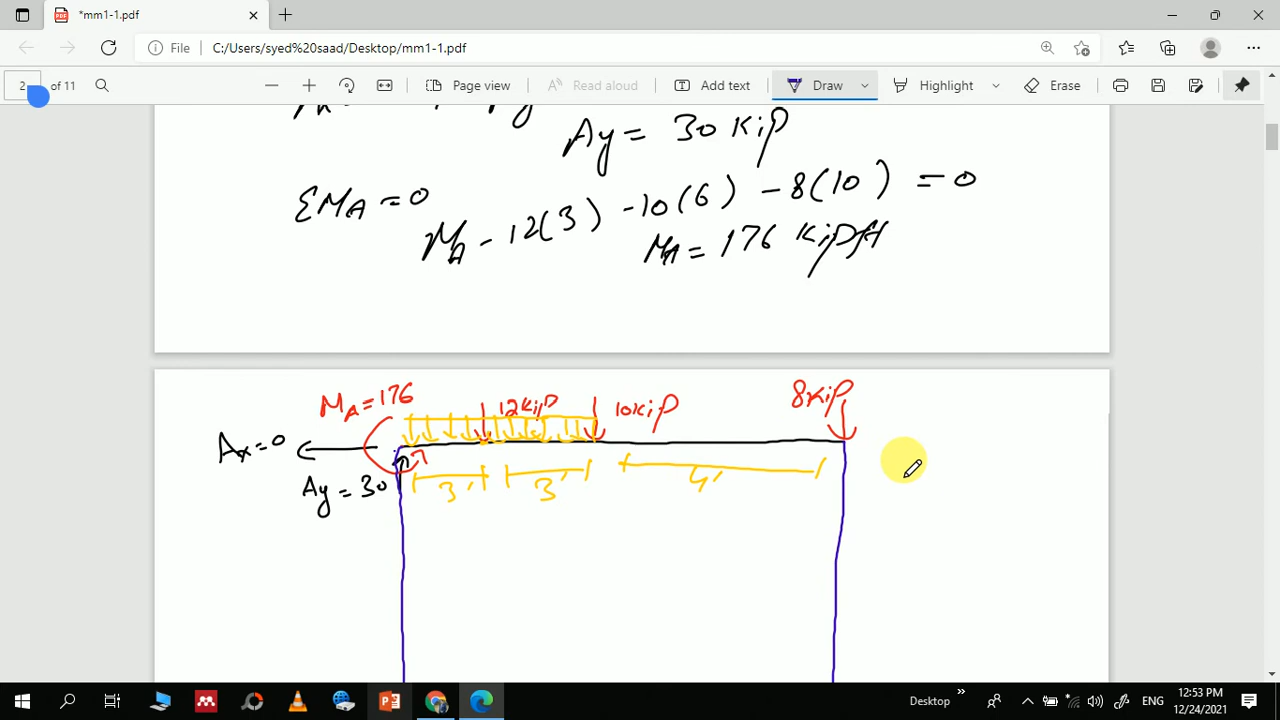 *mm1-1.pdf
File C:/Users/syed%20saad/Desktop/mm1-1.pdf
2 of 11 Page view Read aloud Add text Draw Highlight Erase
Ay = 30 kip
ΣMA = 0
MA - 12(3) - 10(6) - 8(10) = 0
MA = 176 kipft
MA = 176 12kip 10kip 8kip
Ax = 0
Ay = 30 3' 3' 4'
Desktop ENG 12:53 PM
12/24/2021